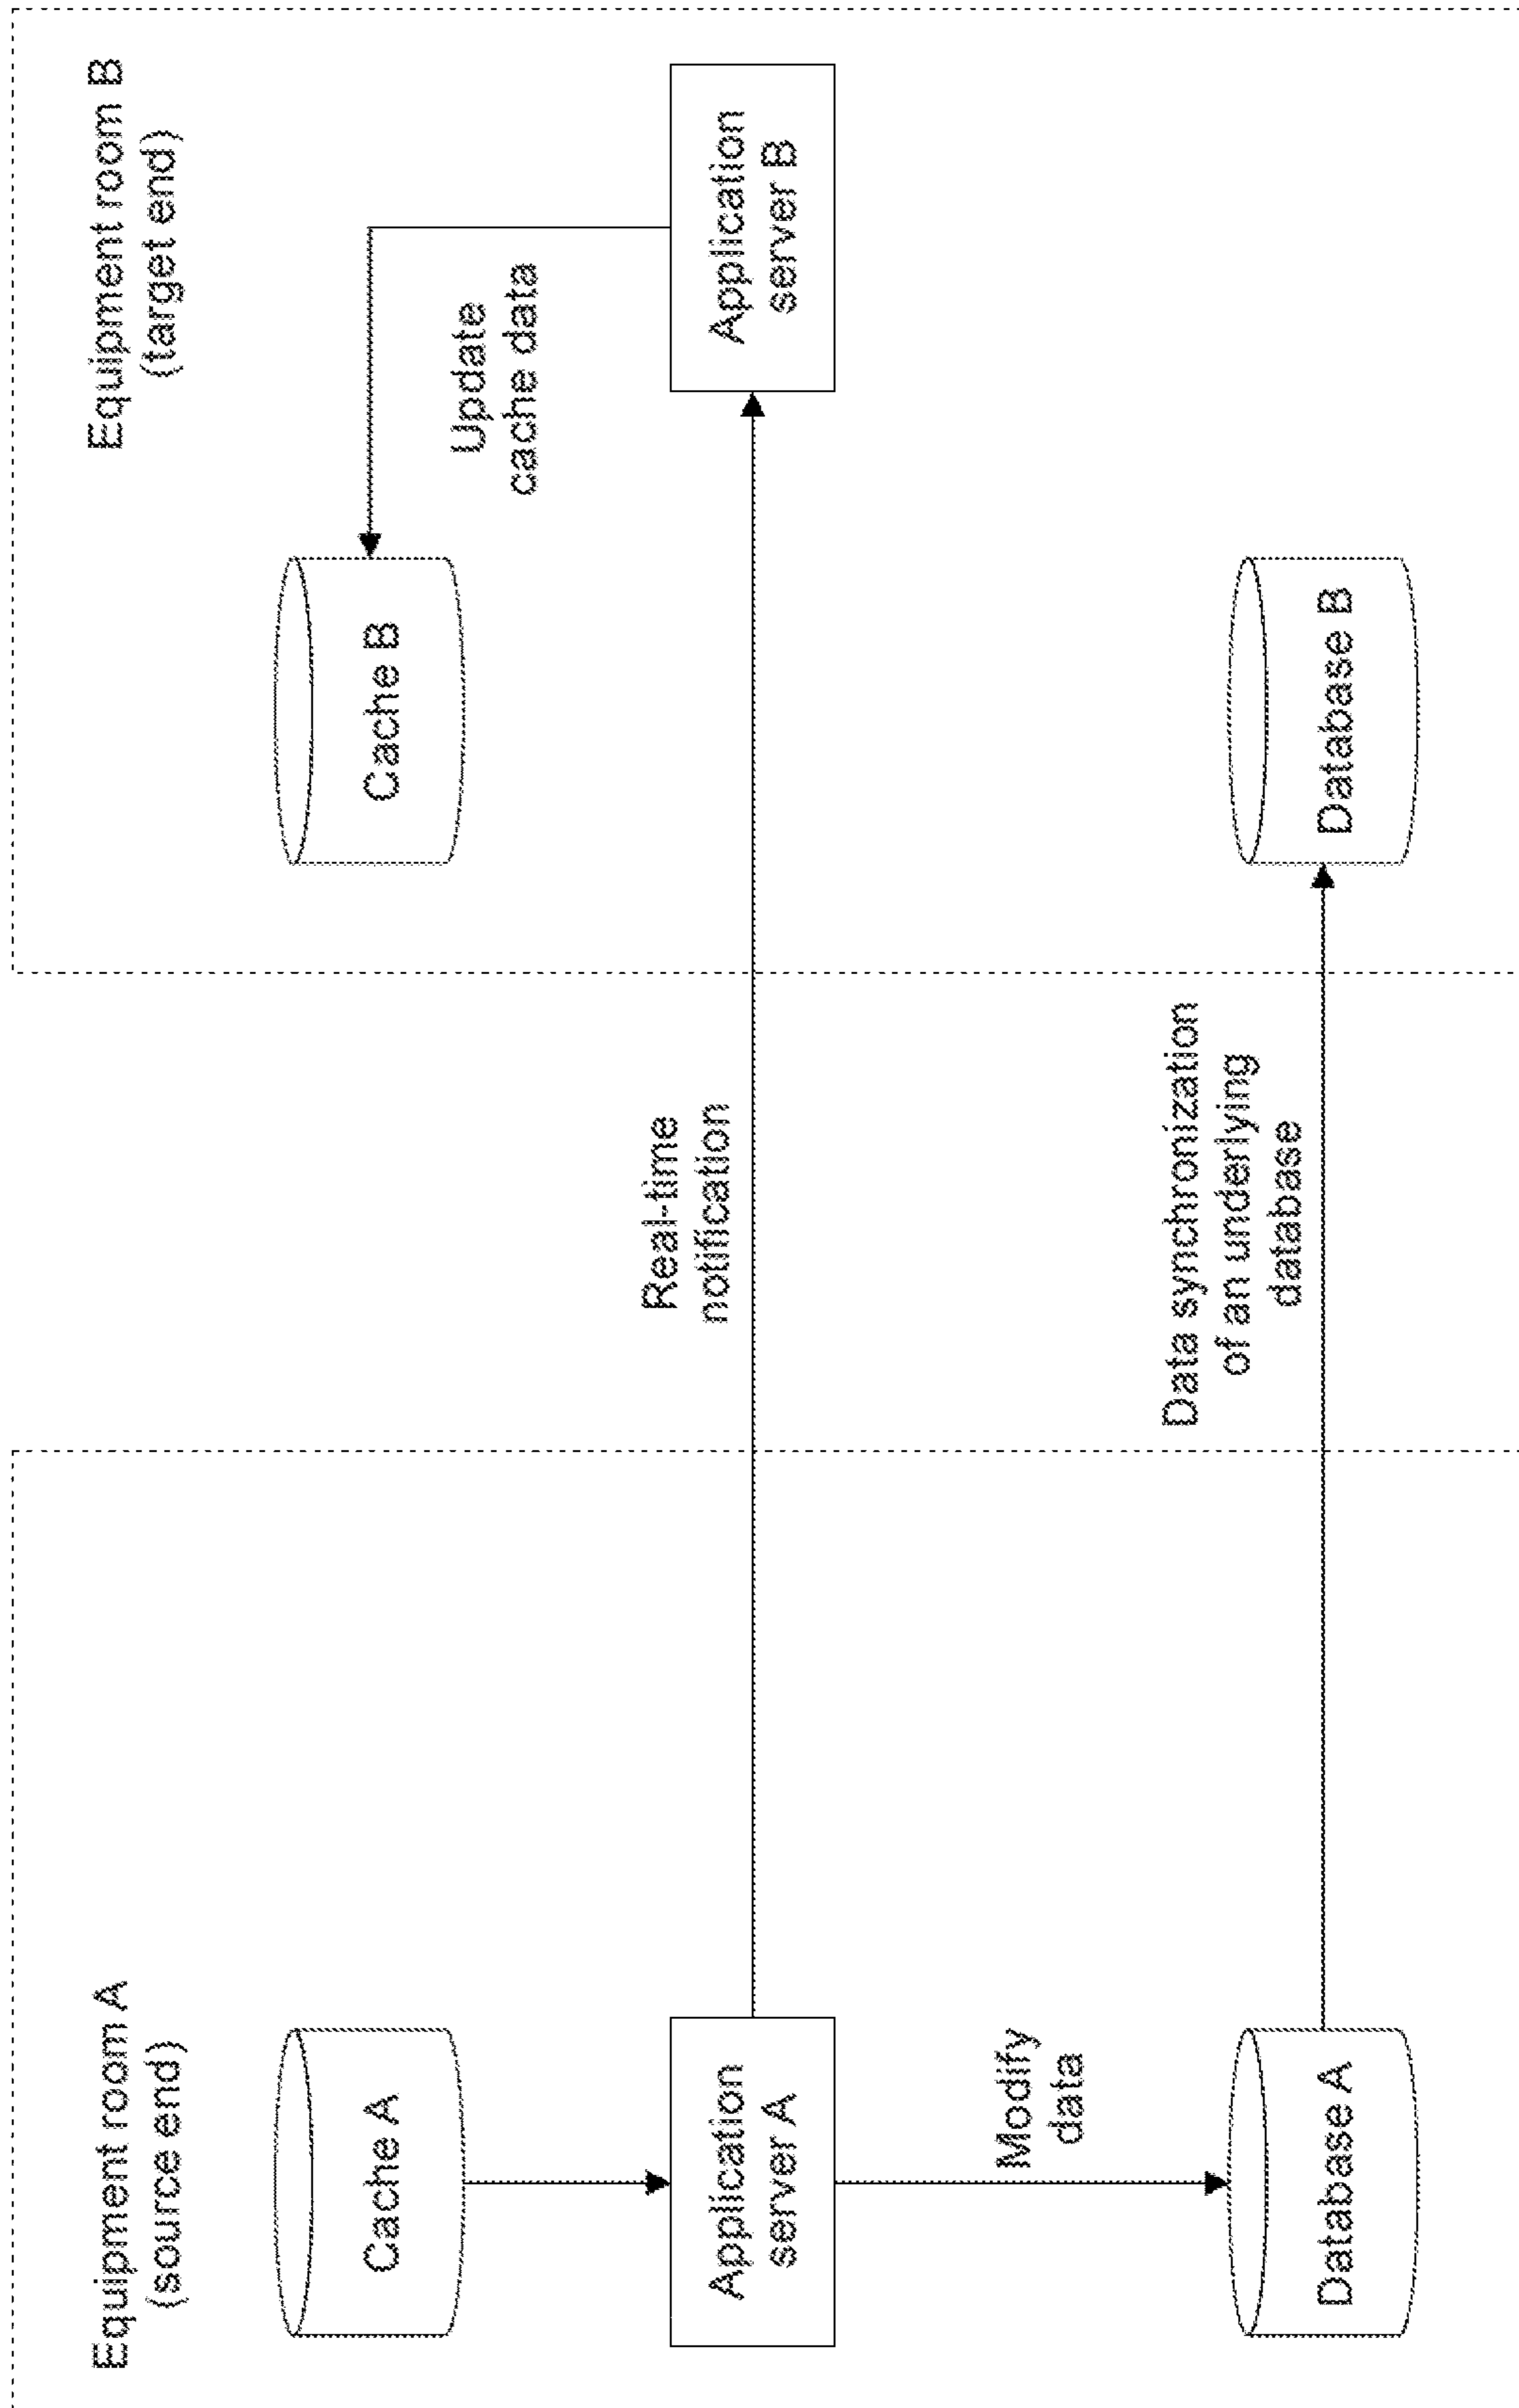 Equipment room A
(source end)
Cache A
Application
server A
Modify
data
Database A
Real-time
notification
Data synchronization
of an underlying
database
Equipment room B
(target end)
Update
cache data
Cache B
Application
server B
Database B